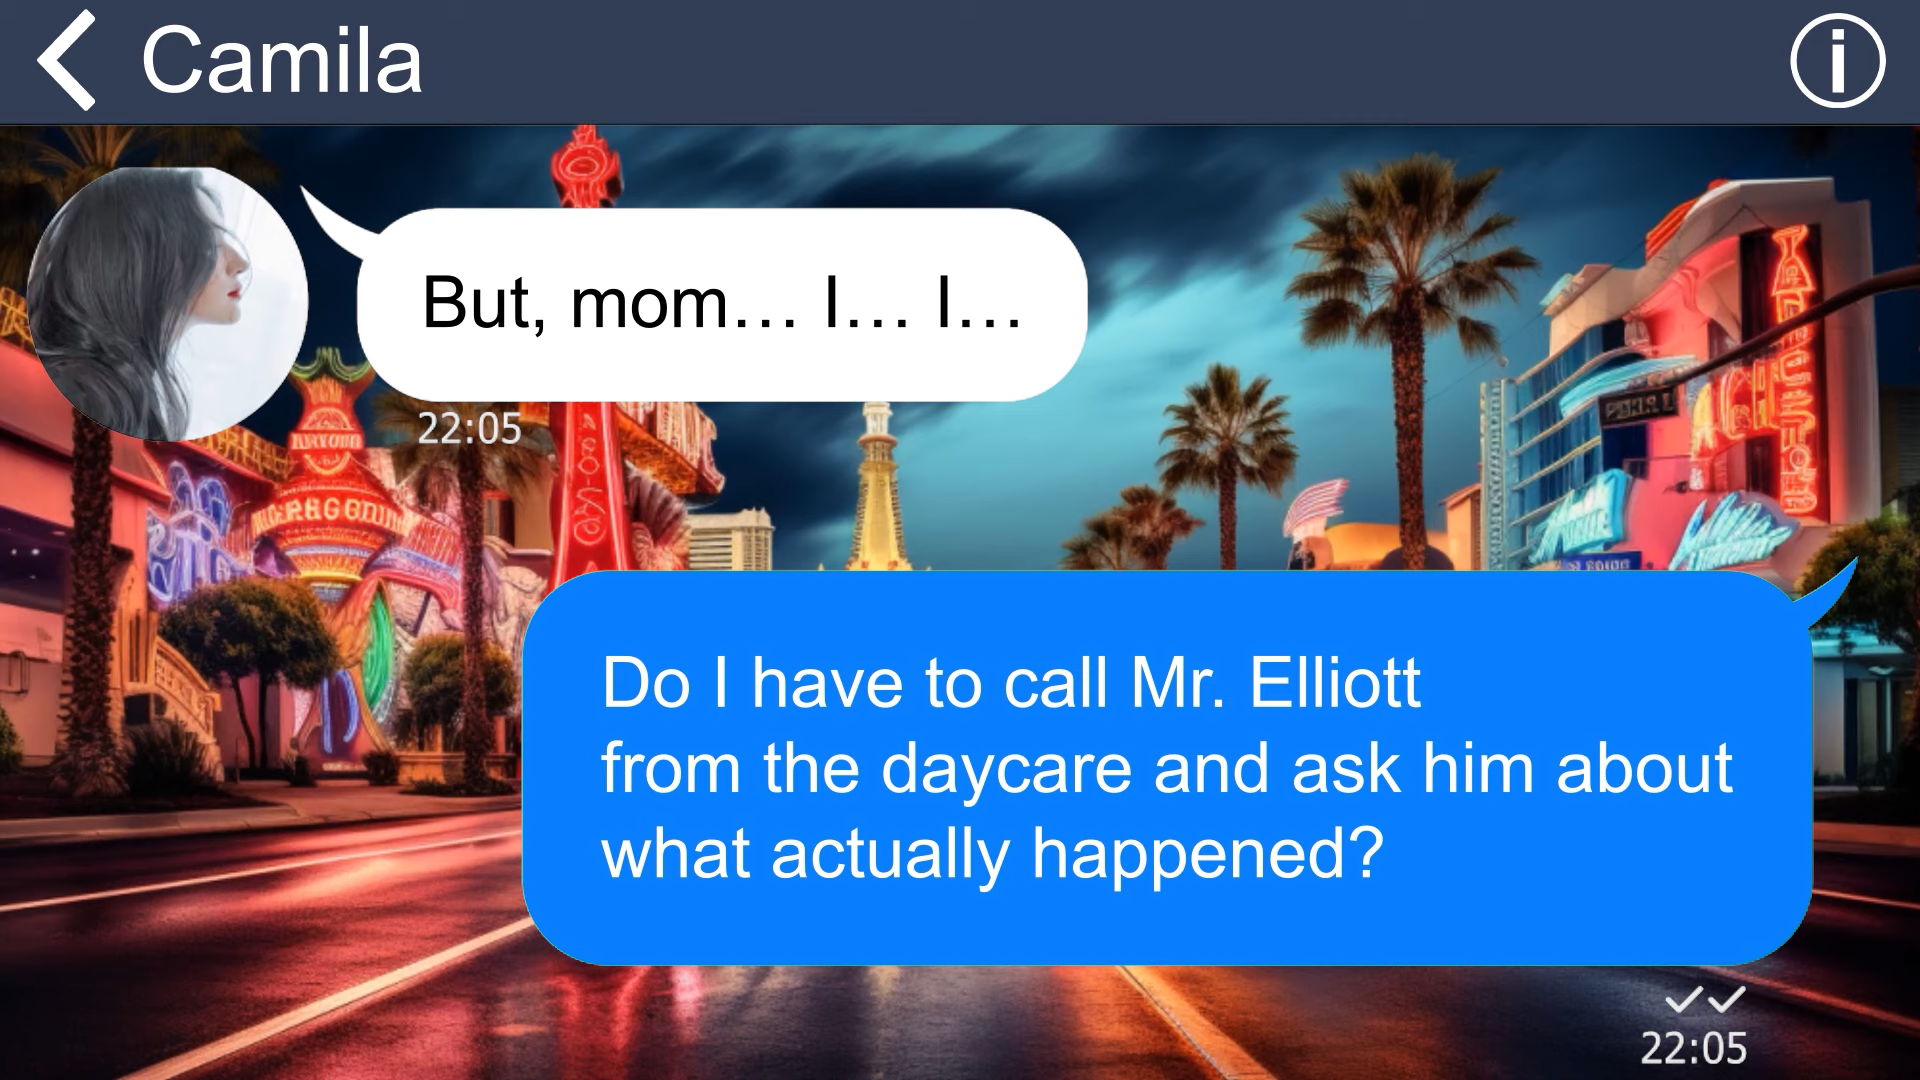 Camila
But, mom… I… I…
22:05
Do I have to call Mr. Elliott
from the daycare and ask him about
what actually happened?
22:05